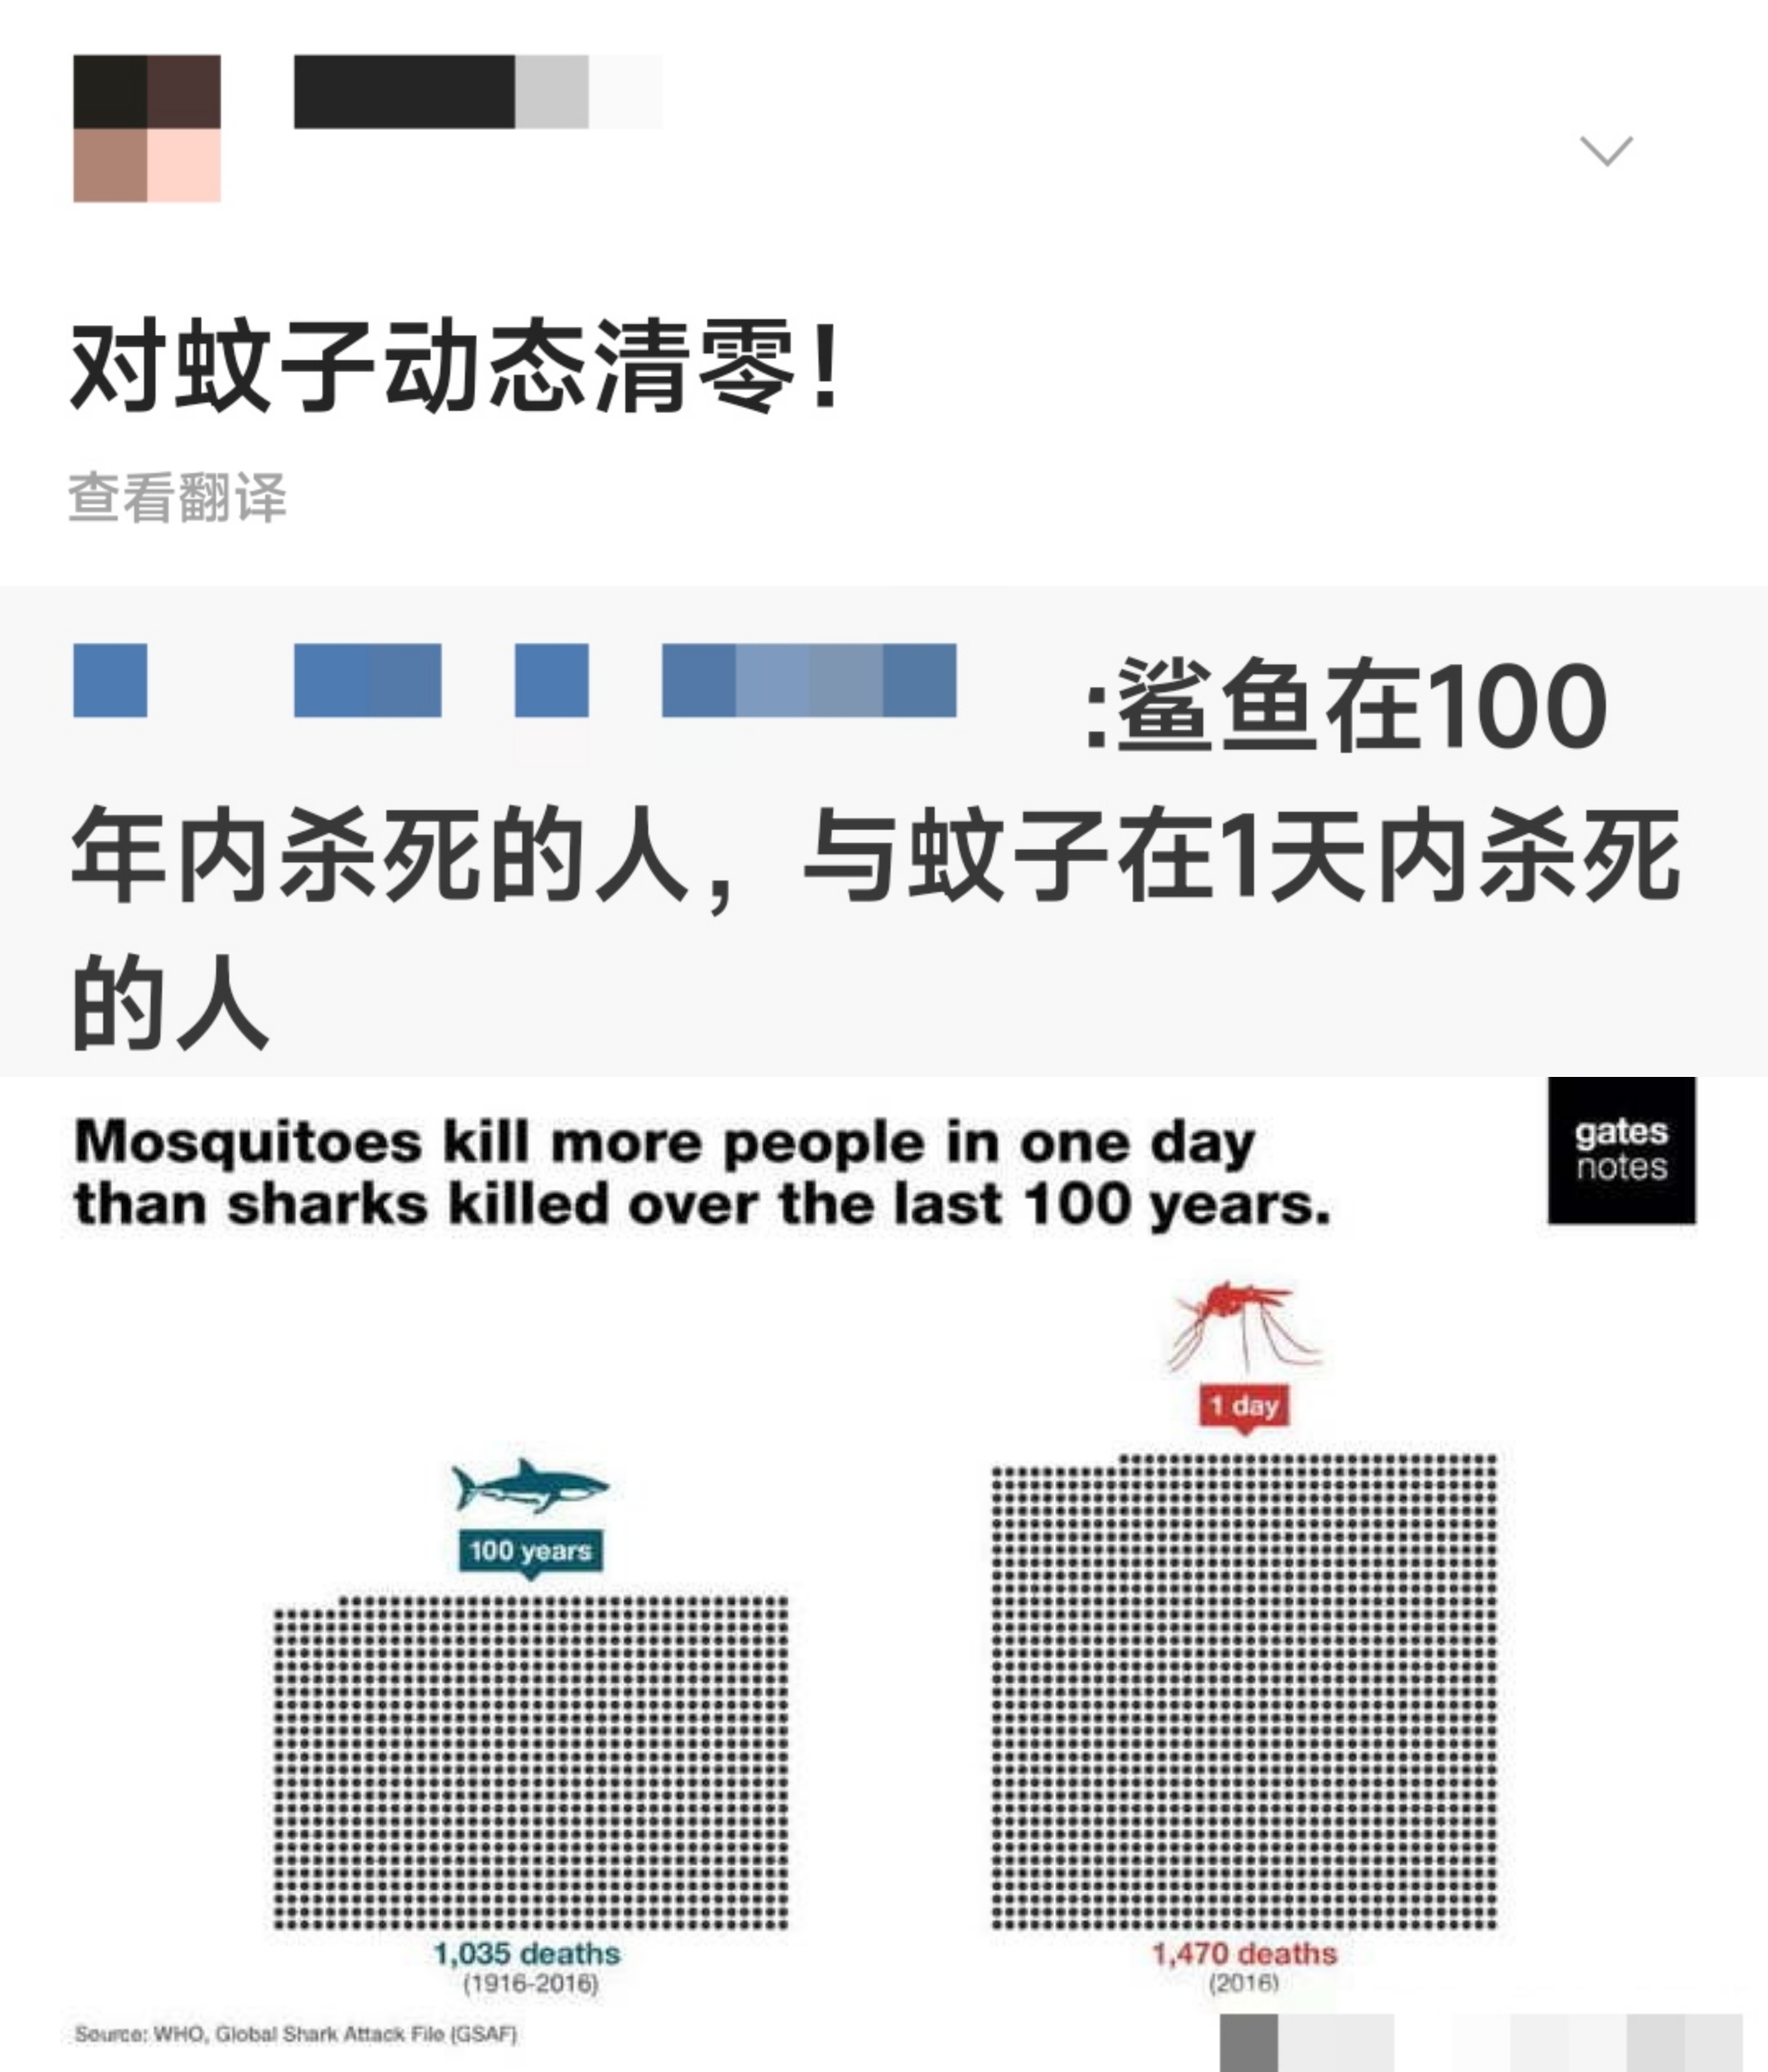 对蚊子动态清零！
查看翻译
:鲨鱼在100
年内杀死的人，与蚊子在1天内杀死
的人
Mosquitoes kill more people in one day
than sharks killed over the last 100 years.
gates
notes
1 day
100 years
1,035 deaths
(1916-2016)
1,470 deaths
(2016)
Source: WHO, Global Shark Attack File (GSAF)